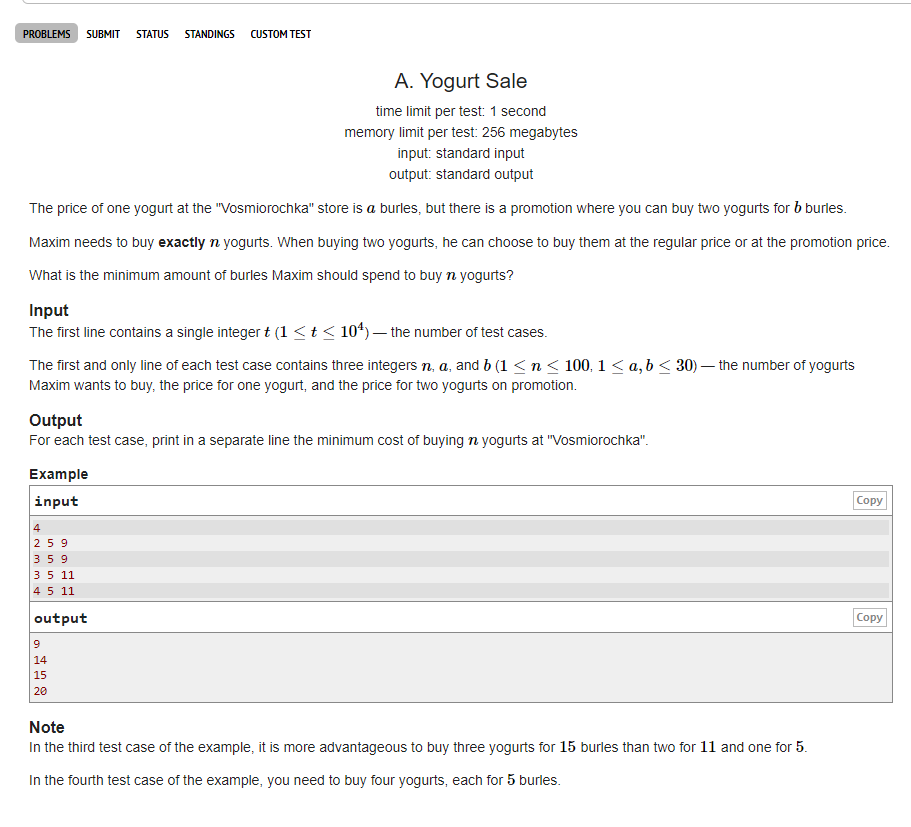 PROBLEMS SUBMIT STATUS STANDINGS CUSTOM TEST
A. Yogurt Sale
time limit per test: 1 second
memory limit per test: 256 megabytes
input: standard input
output: standard output
The price of one yogurt at the "Vosmiorochka" store is a burles, but there is a promotion where you can buy two yogurts for b burles.
Maxim needs to buy exactly n yogurts. When buying two yogurts, he can choose to buy them at the regular price or at the promotion price.
What is the minimum amount of burles Maxim should spend to buy n yogurts?
Input
The first line contains a single integer t (1 ≤ t ≤ 10⁴) — the number of test cases.
The first and only line of each test case contains three integers n, a, and b (1 ≤ n ≤ 100, 1 ≤ a, b ≤ 30) — the number of yogurts
Maxim wants to buy, the price for one yogurt, and the price for two yogurts on promotion.
Output
For each test case, print in a separate line the minimum cost of buying n yogurts at "Vosmiorochka".
Example
input Copy
4
2 5 9
3 5 9
3 5 11
4 5 11
output Copy
9
14
15
20
Note
In the third test case of the example, it is more advantageous to buy three yogurts for 15 burles than two for 11 and one for 5.
In the fourth test case of the example, you need to buy four yogurts, each for 5 burles.